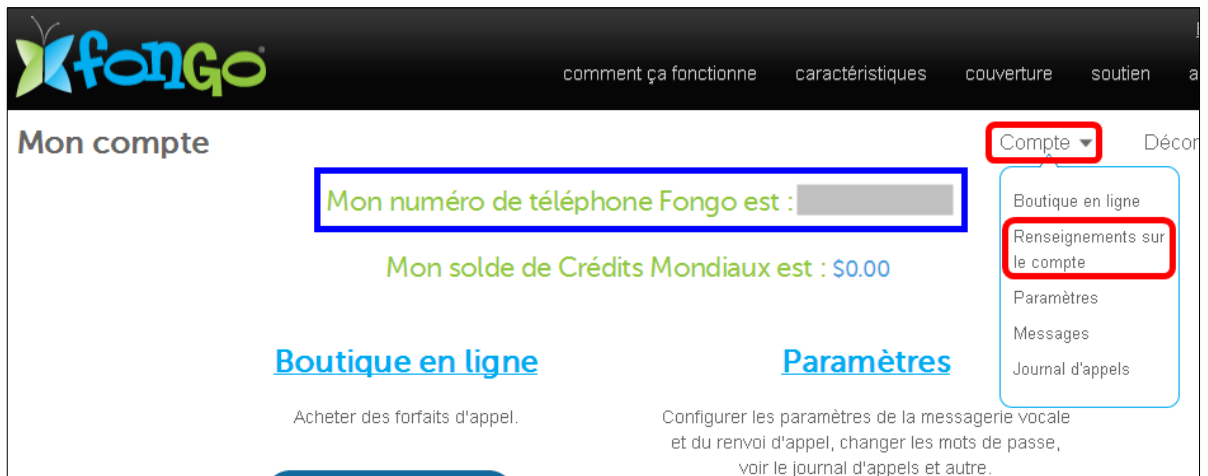 fonGo
comment ça fonctionne caractéristiques couverture soutien
Mon compte
Compte
Mon numéro de téléphone Fongo est :
Boutique en ligne
Renseignements sur
le compte
Mon solde de Crédits Mondiaux est : $0.00
Paramètres
Messages
Journal d'appels
Boutique en ligne
Paramètres
Acheter des forfaits d'appel.
Configurer les paramètres de la messagerie vocale
et du renvoi d'appel, changer les mots de passe,
voir le journal d'appels et autre.